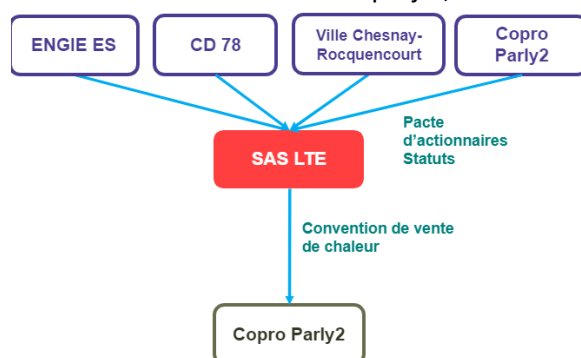 ENGIE ES
CD 78
Ville Chesnay-
Rocquencourt
Copro
Parly2
Pacte
d'actionnaires
Statuts
SAS LTE
Convention de vente
de chaleur
Copro Parly2